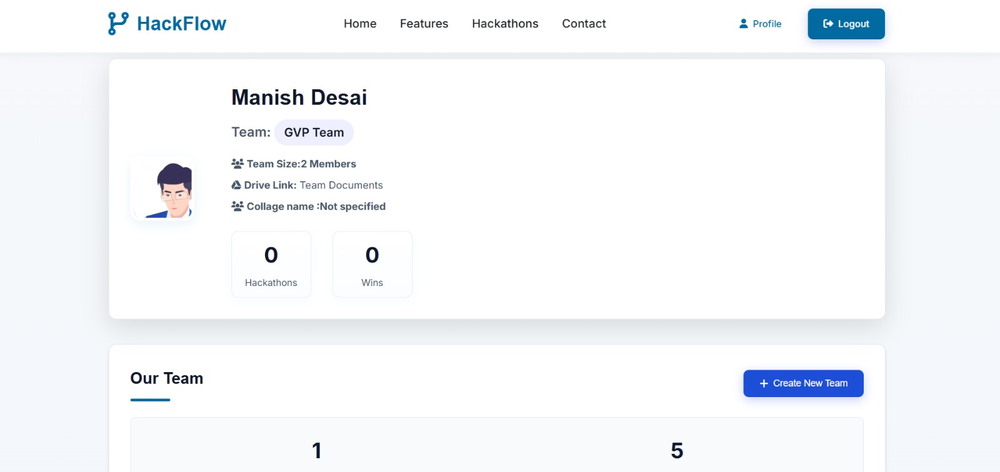 HackFlow
Home Features Hackathons Contact
Profile
Logout
Manish Desai
Team: GVP Team
Team Size:2 Members
Drive Link: Team Documents
Collage name :Not specified
0
Hackathons
0
Wins
Our Team
+ Create New Team
1
5